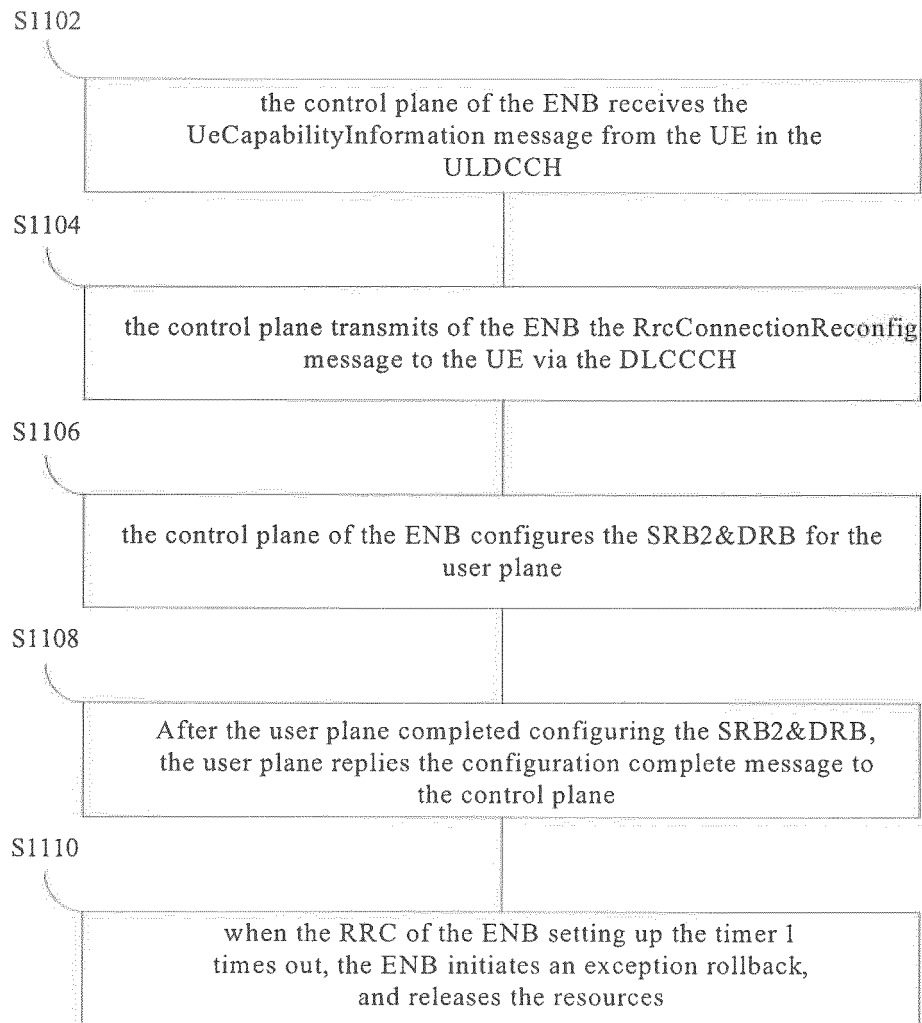 S1102
the control plane of the ENB receives the
UeCapabilityInformation message from the UE in the
ULDCCH
S1104
the control plane transmits of the ENB the RrcConnectionReconfig
message to the UE via the DLCCCH
S1106
the control plane of the ENB configures the SRB2&DRB for the
user plane
S1108
After the user plane completed configuring the SRB2&DRB,
the user plane replies the configuration complete message to
the control plane
S1110
when the RRC of the ENB setting up the timer 1
times out, the ENB initiates an exception rollback,
and releases the resources